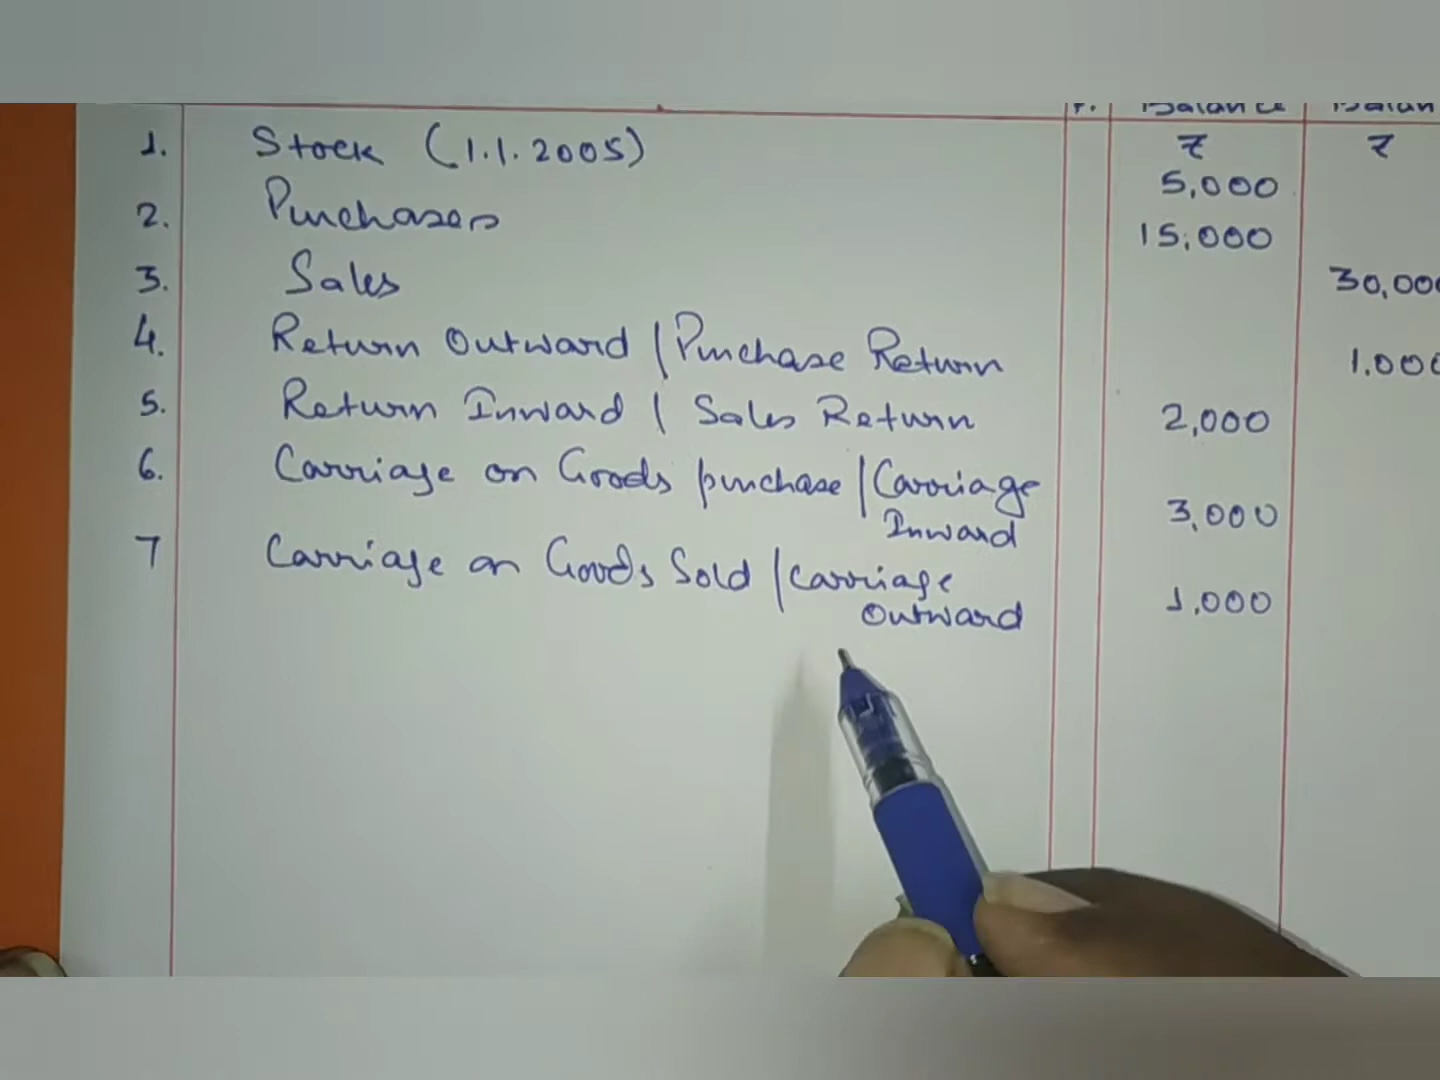 F. Balance Balan
1. Stock (1.1.2005) ₹ ₹
5,000
2. Purchases 15,000
3. Sales 30,000
4. Return Outward / Purchase Return 1,000
5. Return Inward / Sales Return 2,000
6. Carriage on Goods purchase / Carriage
Inward 3,000
7 Carriage on Goods Sold / Carriage
Outward 1,000